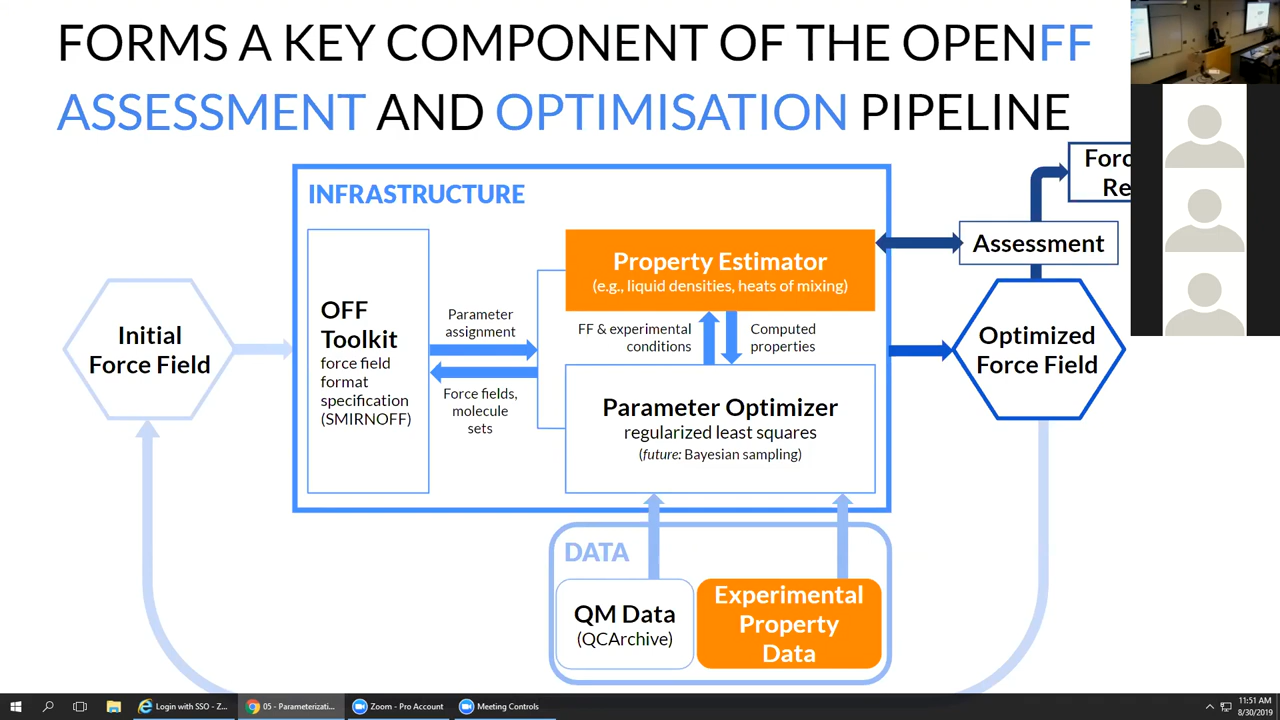 FORMS A KEY COMPONENT OF THE OPENFF
ASSESSMENT AND OPTIMISATION PIPELINE
INFRASTRUCTURE
Initial
Force Field
OFF
Toolkit
force field
format
specification
(SMIRNOFF)
Parameter
assignment
Force fields,
molecule
sets
Property Estimator
(e.g., liquid densities, heats of mixing)
FF & experimental
conditions
Computed
properties
Parameter Optimizer
regularized least squares
(future: Bayesian sampling)
Assessment
Optimized
Force Field
DATA
QM Data
(QCArchive)
Experimental
Property
Data
Login with SSO - Z...
05 - Parameterizati...
Zoom - Pro Account
Meeting Controls
11:51 AM
8/30/2019